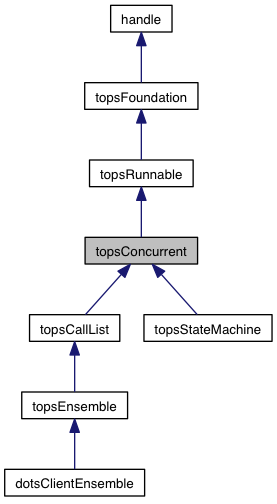 handle
topsFoundation
topsRunnable
topsConcurrent
topsCallList
topsStateMachine
topsEnsemble
dotsClientEnsemble